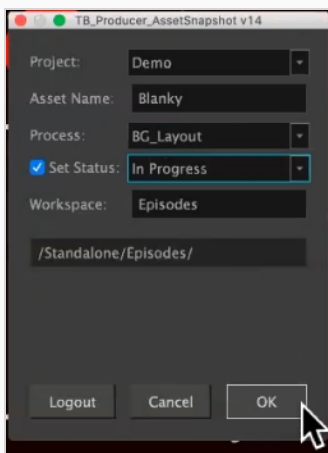 TB_Producer_AssetSnapshot v14
Project: Demo
Asset Name: Blanky
Process: BG_Layout
Set Status: In Progress
Workspace: Episodes
/Standalone/Episodes/
Logout Cancel OK